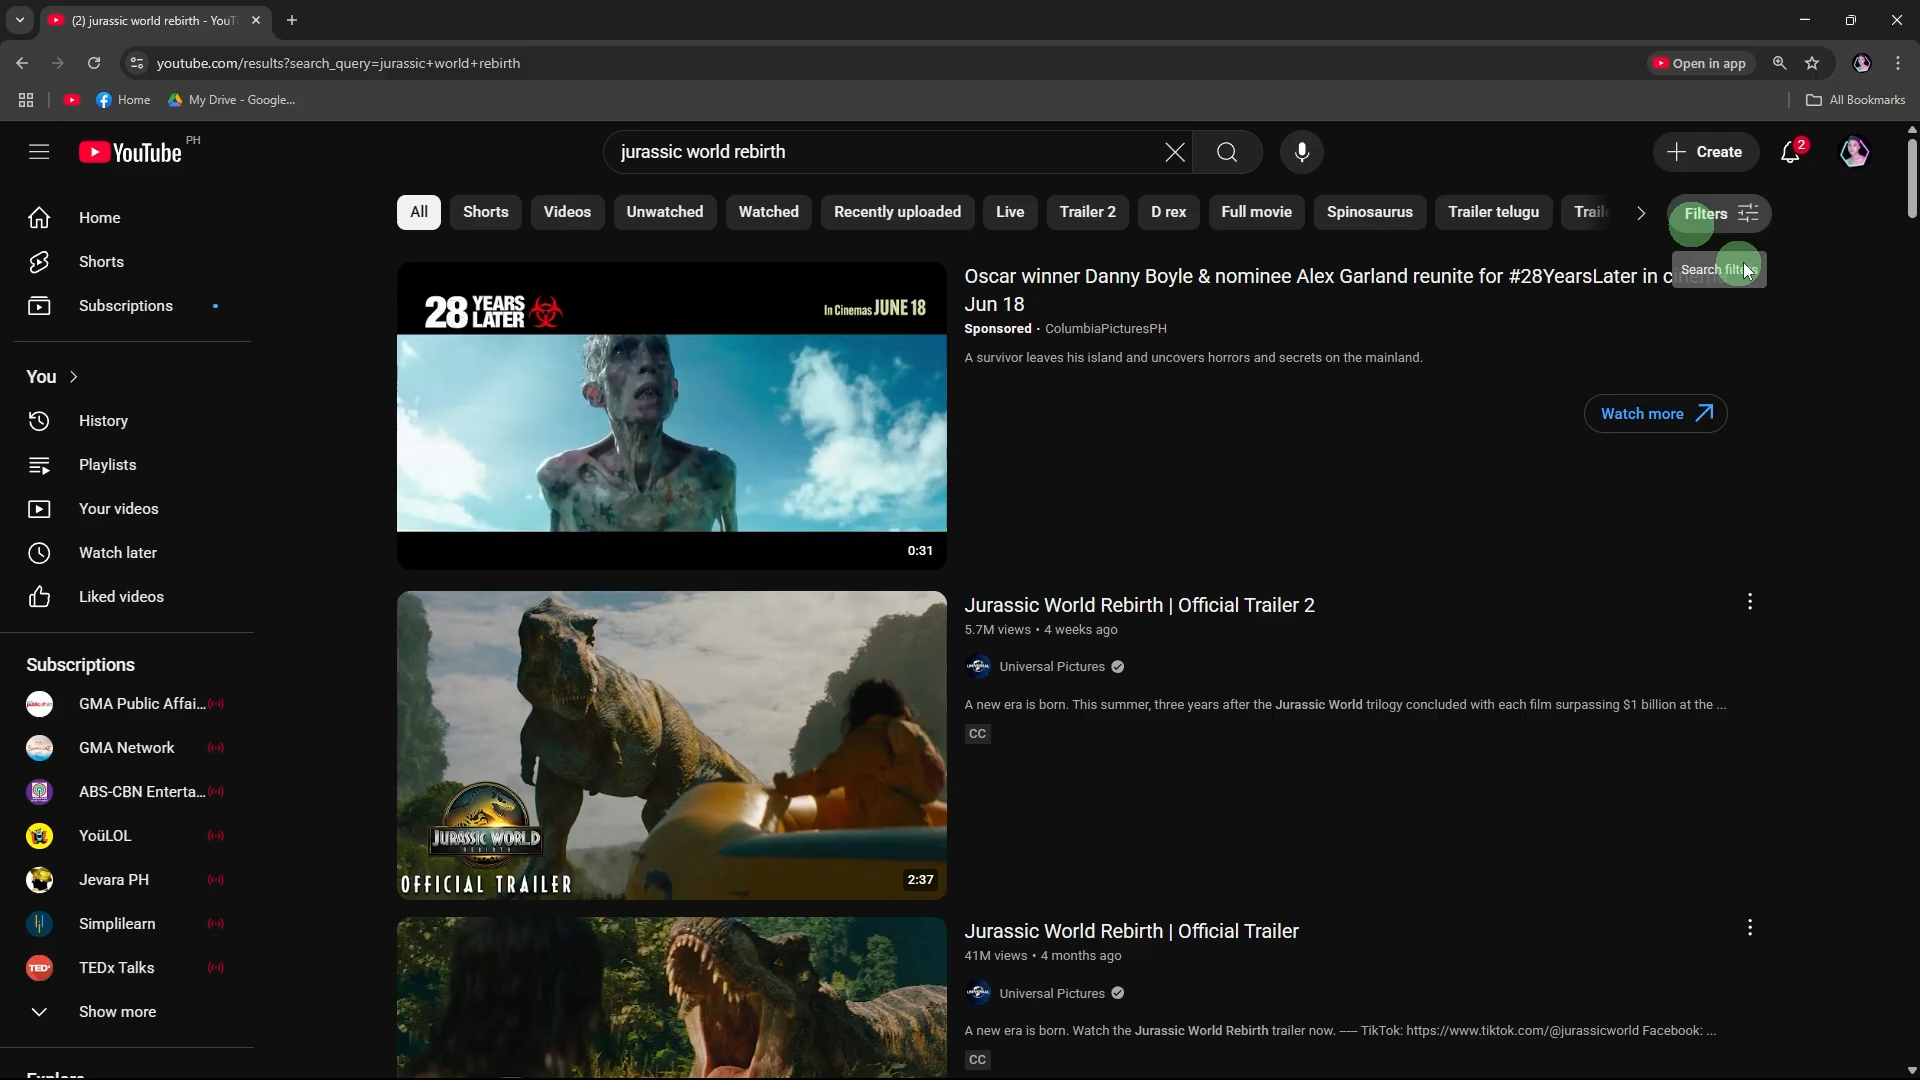 (2) jurassic world rebirth - YouT
youtube.com/results?search_query=jurassic+world+rebirth
Open in app
Home
My Drive - Google...
All Bookmarks
YouTube PH
jurassic world rebirth
Create
2
All
Shorts
Videos
Unwatched
Watched
Recently uploaded
Live
Trailer 2
D rex
Full movie
Spinosaurus
Trailer telugu
Traile
Filters
Search filters
Home
Shorts
Subscriptions
You
History
Playlists
Your videos
Watch later
Liked videos
Subscriptions
GMA Public Affai...
GMA Network
ABS-CBN Enterta...
YoüLOL
Jevara PH
Simplilearn
TEDx Talks
Show more
Explore
28 YEARS LATER
In Cinemas JUNE 18
0:31
Oscar winner Danny Boyle & nominee Alex Garland reunite for #28YearsLater in cinemas
Jun 18
Sponsored · ColumbiaPicturesPH
A survivor leaves his island and uncovers horrors and secrets on the mainland.
Watch more
JURASSIC WORLD
REBIRTH
OFFICIAL TRAILER
2:37
Jurassic World Rebirth | Official Trailer 2
5.7M views • 4 weeks ago
Universal Pictures
A new era is born. This summer, three years after the Jurassic World trilogy concluded with each film surpassing $1 billion at the ...
CC
Jurassic World Rebirth | Official Trailer
41M views • 4 months ago
Universal Pictures
A new era is born. Watch the Jurassic World Rebirth trailer now. ----- TikTok: https://www.tiktok.com/@jurassicworld Facebook: ...
CC